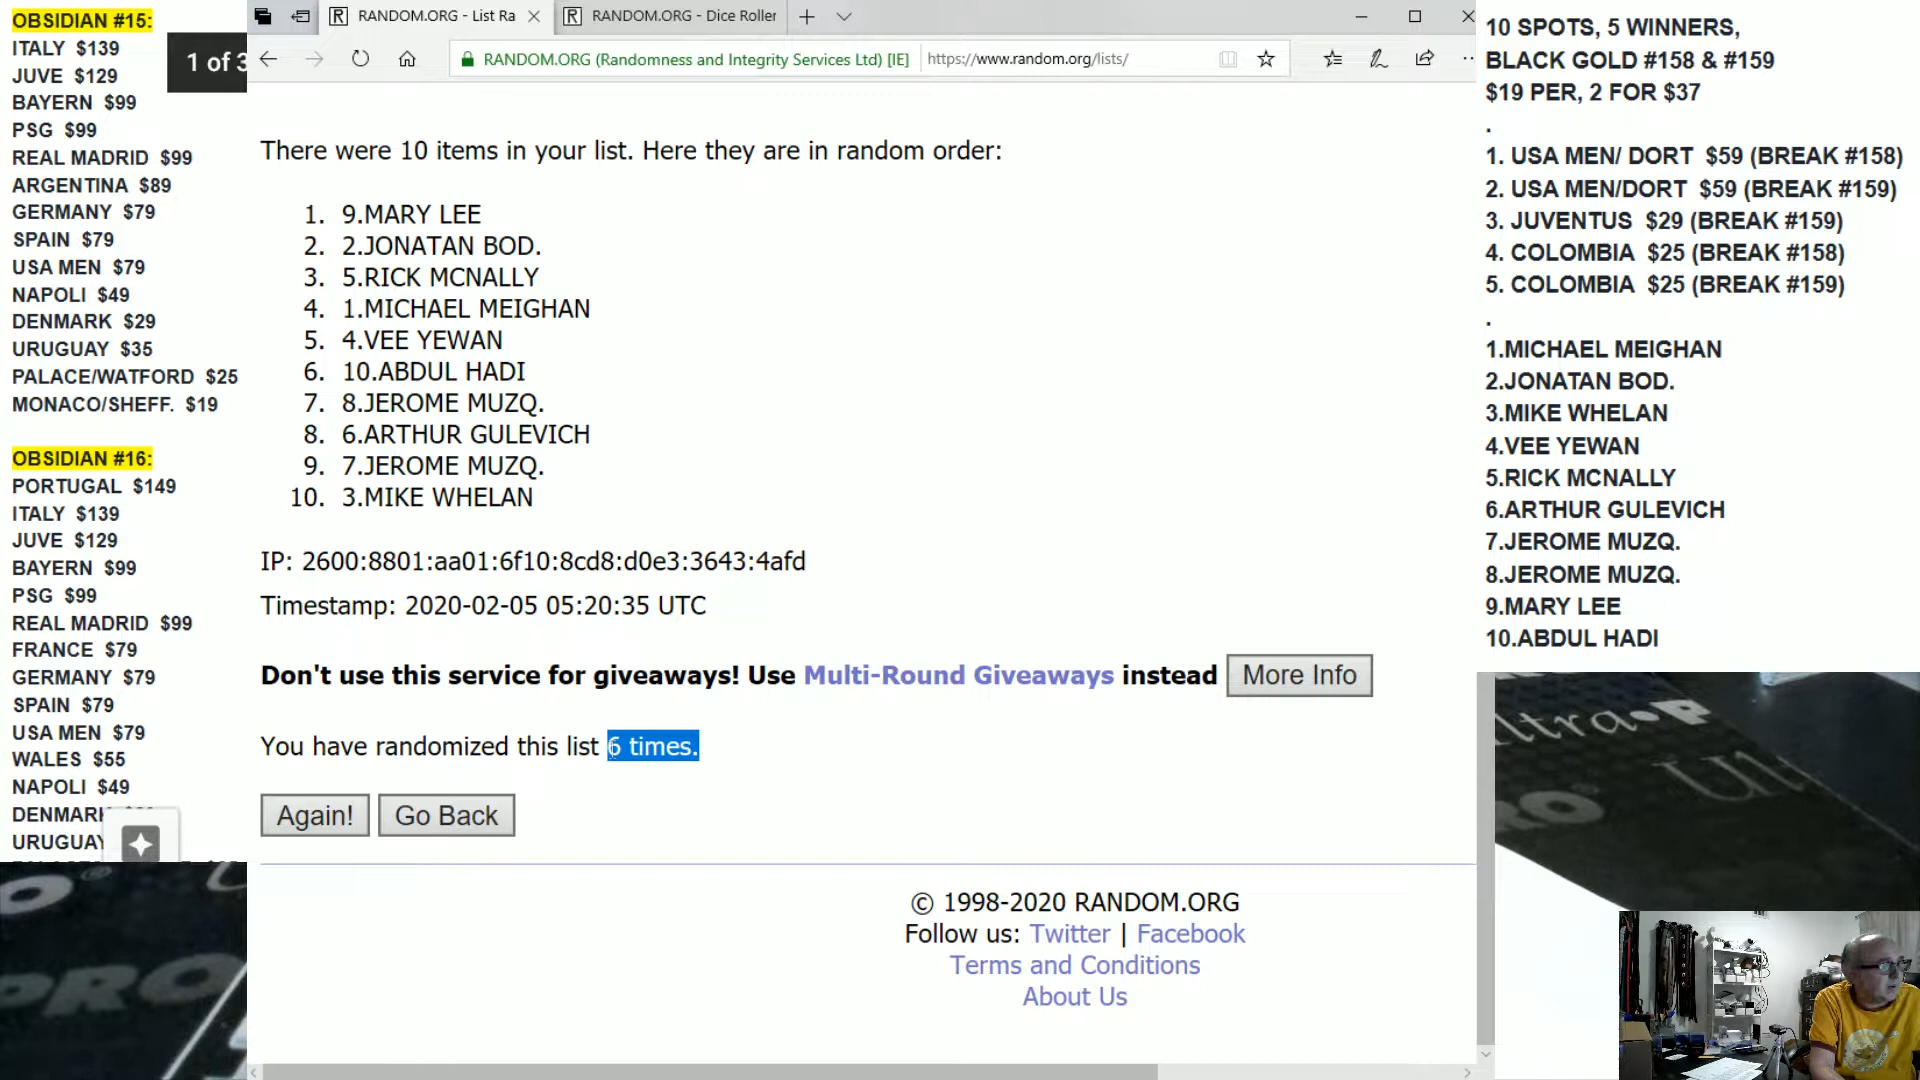 OBSIDIAN #15:
ITALY $139
JUVE $129
BAYERN $99
PSG $99
REAL MADRID $99
ARGENTINA $89
GERMANY $79
SPAIN $79
USA MEN $79
NAPOLI $49
DENMARK $29
URUGUAY $35
PALACE/WATFORD $25
MONACO/SHEFF. $19
OBSIDIAN #16:
PORTUGAL $149
ITALY $139
JUVE $129
BAYERN $99
PSG $99
REAL MADRID $99
FRANCE $79
GERMANY $79
SPAIN $79
USA MEN $79
WALES $55
NAPOLI $49
DENMARK
URUGUAY
1 of 3
RANDOM.ORG - List Ra
RANDOM.ORG - Dice Roller
RANDOM.ORG (Randomness and Integrity Services Ltd) [IE]
https://www.random.org/lists/
There were 10 items in your list. Here they are in random order:
1. 9.MARY LEE
2. 2.JONATAN BOD.
3. 5.RICK MCNALLY
4. 1.MICHAEL MEIGHAN
5. 4.VEE YEWAN
6. 10.ABDUL HADI
7. 8.JEROME MUZQ.
8. 6.ARTHUR GULEVICH
9. 7.JEROME MUZQ.
10. 3.MIKE WHELAN
IP: 2600:8801:aa01:6f10:8cd8:d0e3:3643:4afd
Timestamp: 2020-02-05 05:20:35 UTC
Don't use this service for giveaways! Use Multi-Round Giveaways instead More Info
You have randomized this list 6 times.
Again! Go Back
© 1998-2020 RANDOM.ORG
Follow us: Twitter | Facebook
Terms and Conditions
About Us
10 SPOTS, 5 WINNERS,
BLACK GOLD #158 & #159
$19 PER, 2 FOR $37
.
1. USA MEN/ DORT $59 (BREAK #158)
2. USA MEN/DORT $59 (BREAK #159)
3. JUVENTUS $29 (BREAK #159)
4. COLOMBIA $25 (BREAK #158)
5. COLOMBIA $25 (BREAK #159)
.
1.MICHAEL MEIGHAN
2.JONATAN BOD.
3.MIKE WHELAN
4.VEE YEWAN
5.RICK MCNALLY
6.ARTHUR GULEVICH
7.JEROME MUZQ.
8.JEROME MUZQ.
9.MARY LEE
10.ABDUL HADI
ltra•P
RO®
PRO